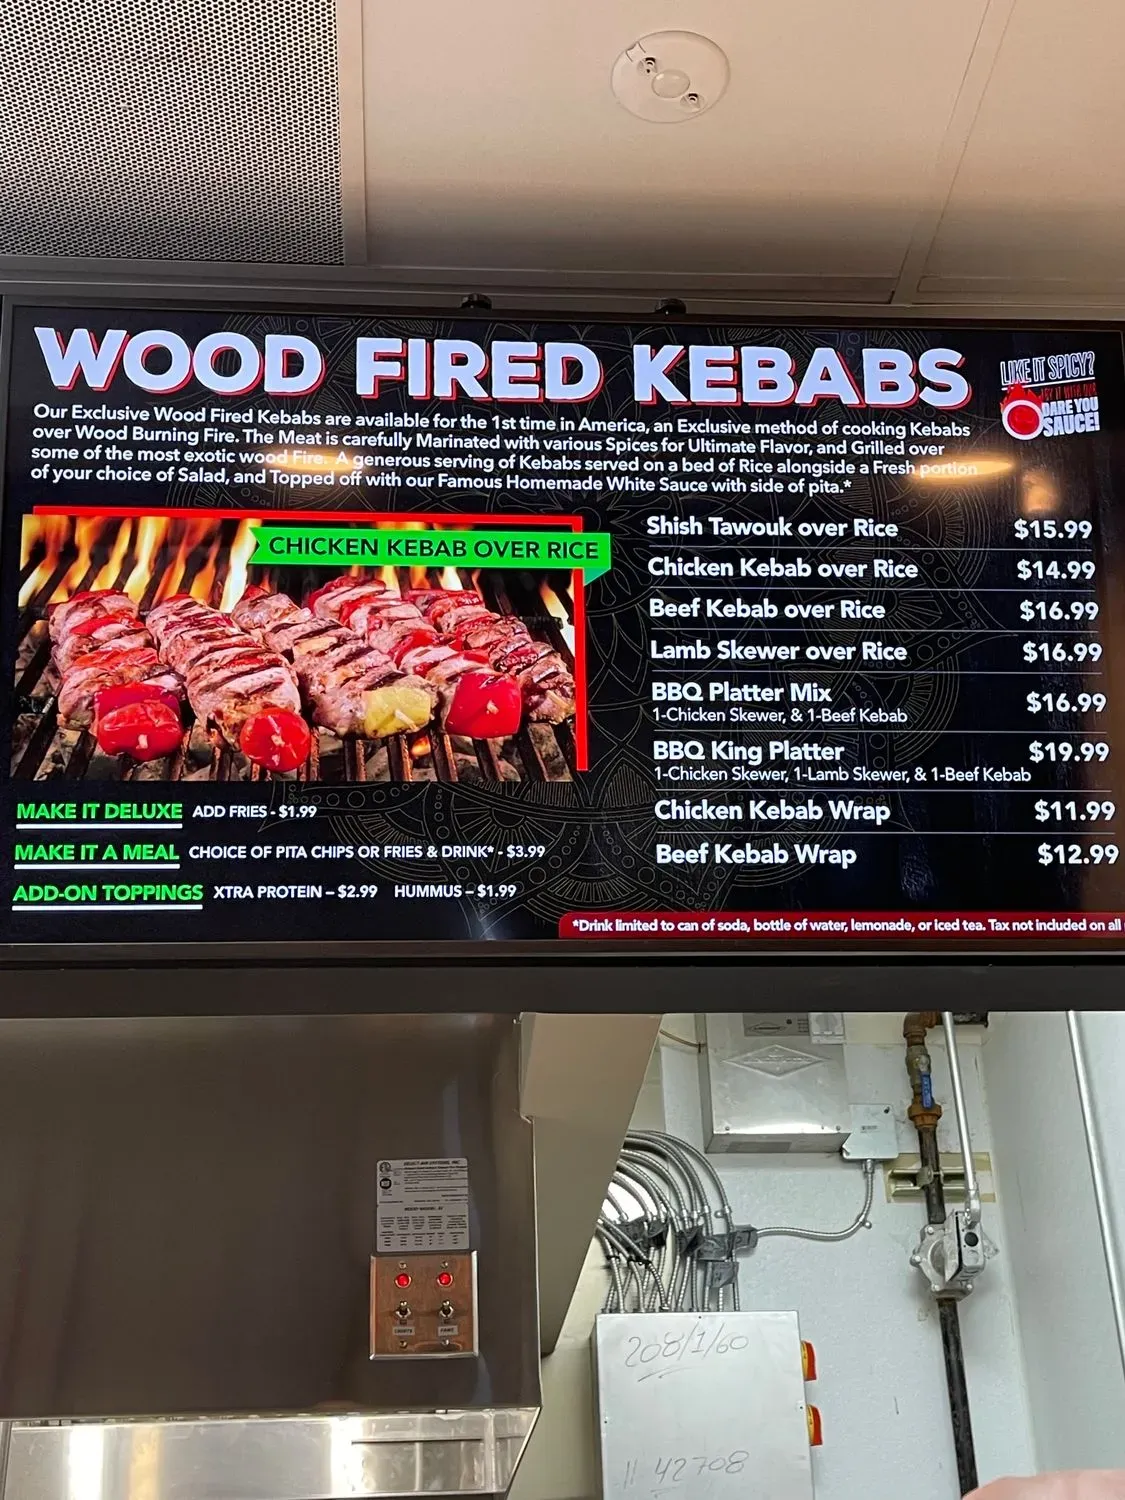 WOOD FIRED KEBABS
LIKE IT SPICY?
TRY IT WITH OUR
DARE YOU
SAUCE!
Our Exclusive Wood Fired Kebabs are available for the 1st time in America, an Exclusive method of cooking Kebabs
over Wood Burning Fire. The Meat is carefully Marinated with various Spices for Ultimate Flavor, and Grilled over
some of the most exotic wood Fire. A generous serving of Kebabs served on a bed of Rice alongside a Fresh portion
of your choice of Salad, and Topped off with our Famous Homemade White Sauce with side of pita.*
CHICKEN KEBAB OVER RICE
Shish Tawouk over Rice $15.99
Chicken Kebab over Rice $14.99
Beef Kebab over Rice $16.99
Lamb Skewer over Rice $16.99
BBQ Platter Mix $16.99
1-Chicken Skewer, & 1-Beef Kebab
BBQ King Platter $19.99
1-Chicken Skewer, 1-Lamb Skewer, & 1-Beef Kebab
Chicken Kebab Wrap $11.99
Beef Kebab Wrap $12.99
MAKE IT DELUXE ADD FRIES - $1.99
MAKE IT A MEAL CHOICE OF PITA CHIPS OR FRIES & DRINK* - $3.99
ADD-ON TOPPINGS XTRA PROTEIN – $2.99 HUMMUS – $1.99
*Drink limited to can of soda, bottle of water, lemonade, or iced tea. Tax not included on all
LIGHTS FANS
208/1/60
11 42708